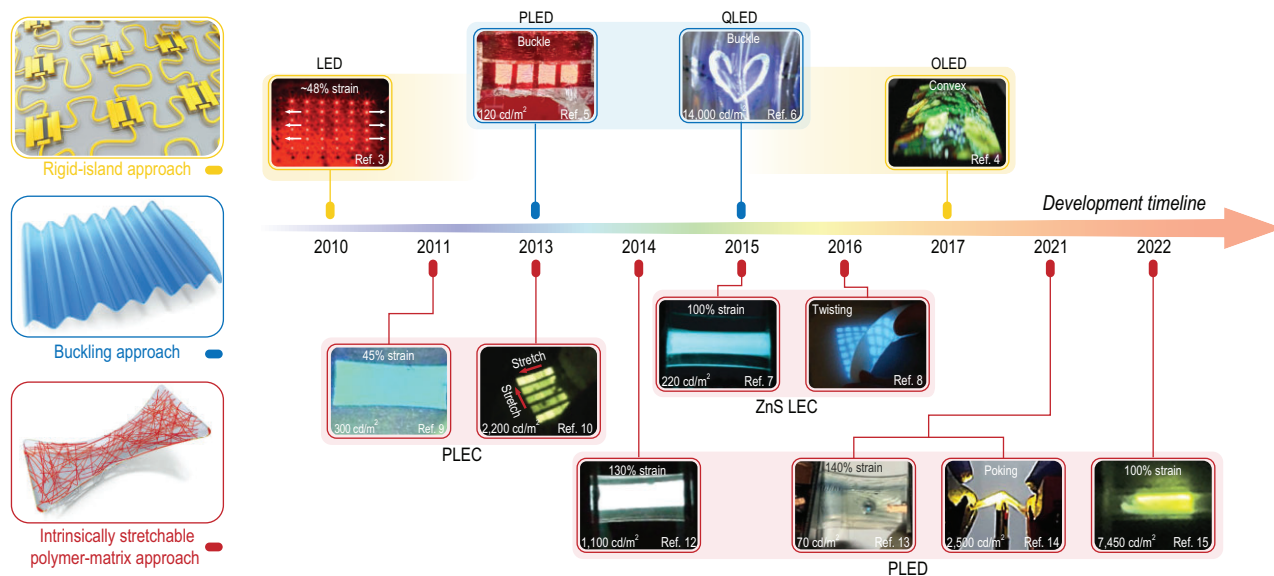 Rigid-island approach
Buckling approach
Intrinsically stretchable
polymer-matrix approach
LED
~48% strain
Ref. 3
PLED
Buckle
120 cd/m²
Ref. 5
QLED
Buckle
14,000 cd/m²
Ref. 6
OLED
Convex
Ref. 4
Development timeline
2010
2011
2013
2014
2015
2016
2017
2021
2022
45% strain
300 cd/m²
Ref. 9
Stretch
Stretch
2,200 cd/m²
Ref. 10
PLEC
100% strain
220 cd/m²
Ref. 7
Twisting
Ref. 8
ZnS LEC
130% strain
1,100 cd/m²
Ref. 12
140% strain
70 cd/m²
Ref. 13
Poking
2,500 cd/m²
Ref. 14
100% strain
7,450 cd/m²
Ref. 15
PLED